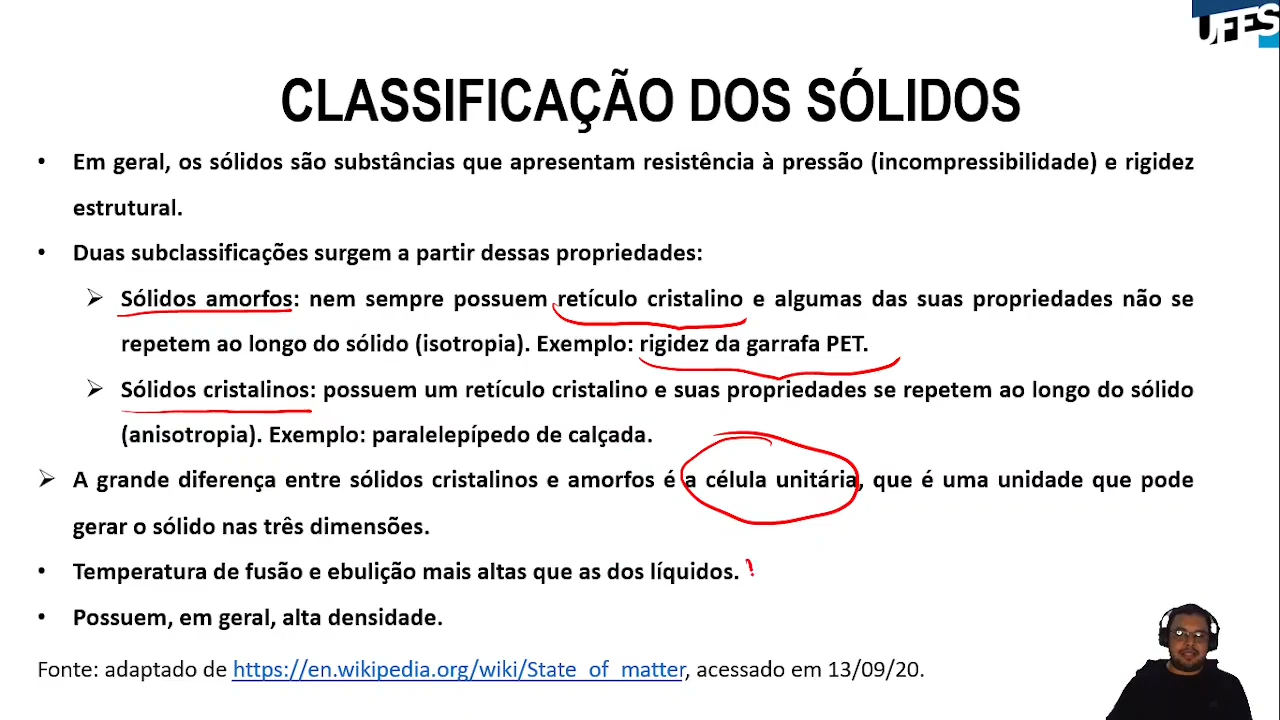 UFES
CLASSIFICAÇÃO DOS SÓLIDOS
• Em geral, os sólidos são substâncias que apresentam resistência à pressão (incompressibilidade) e rigidez
estrutural.
• Duas subclassificações surgem a partir dessas propriedades:
➢ Sólidos amorfos: nem sempre possuem retículo cristalino e algumas das suas propriedades não se
repetem ao longo do sólido (isotropia). Exemplo: rigidez da garrafa PET.
➢ Sólidos cristalinos: possuem um retículo cristalino e suas propriedades se repetem ao longo do sólido
(anisotropia). Exemplo: paralelepípedo de calçada.
➢ A grande diferença entre sólidos cristalinos e amorfos é a célula unitária, que é uma unidade que pode
gerar o sólido nas três dimensões.
• Temperatura de fusão e ebulição mais altas que as dos líquidos.
• Possuem, em geral, alta densidade.
Fonte: adaptado de https://en.wikipedia.org/wiki/State_of_matter, acessado em 13/09/20.